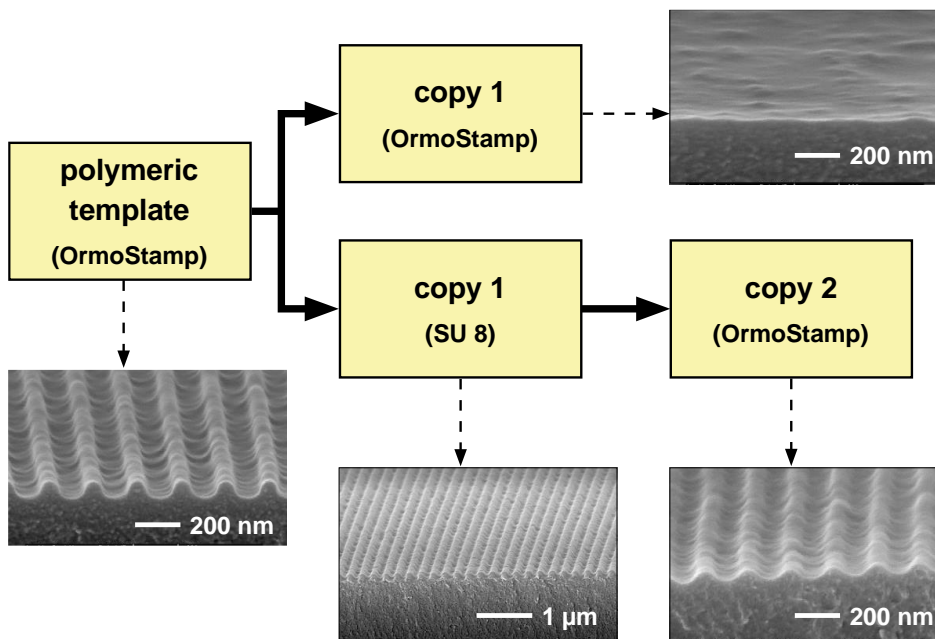 copy 1
(OrmoStamp)
200 nm
polymeric
template
(OrmoStamp)
copy 1
(SU 8)
copy 2
(OrmoStamp)
200 nm
1 µm
200 nm